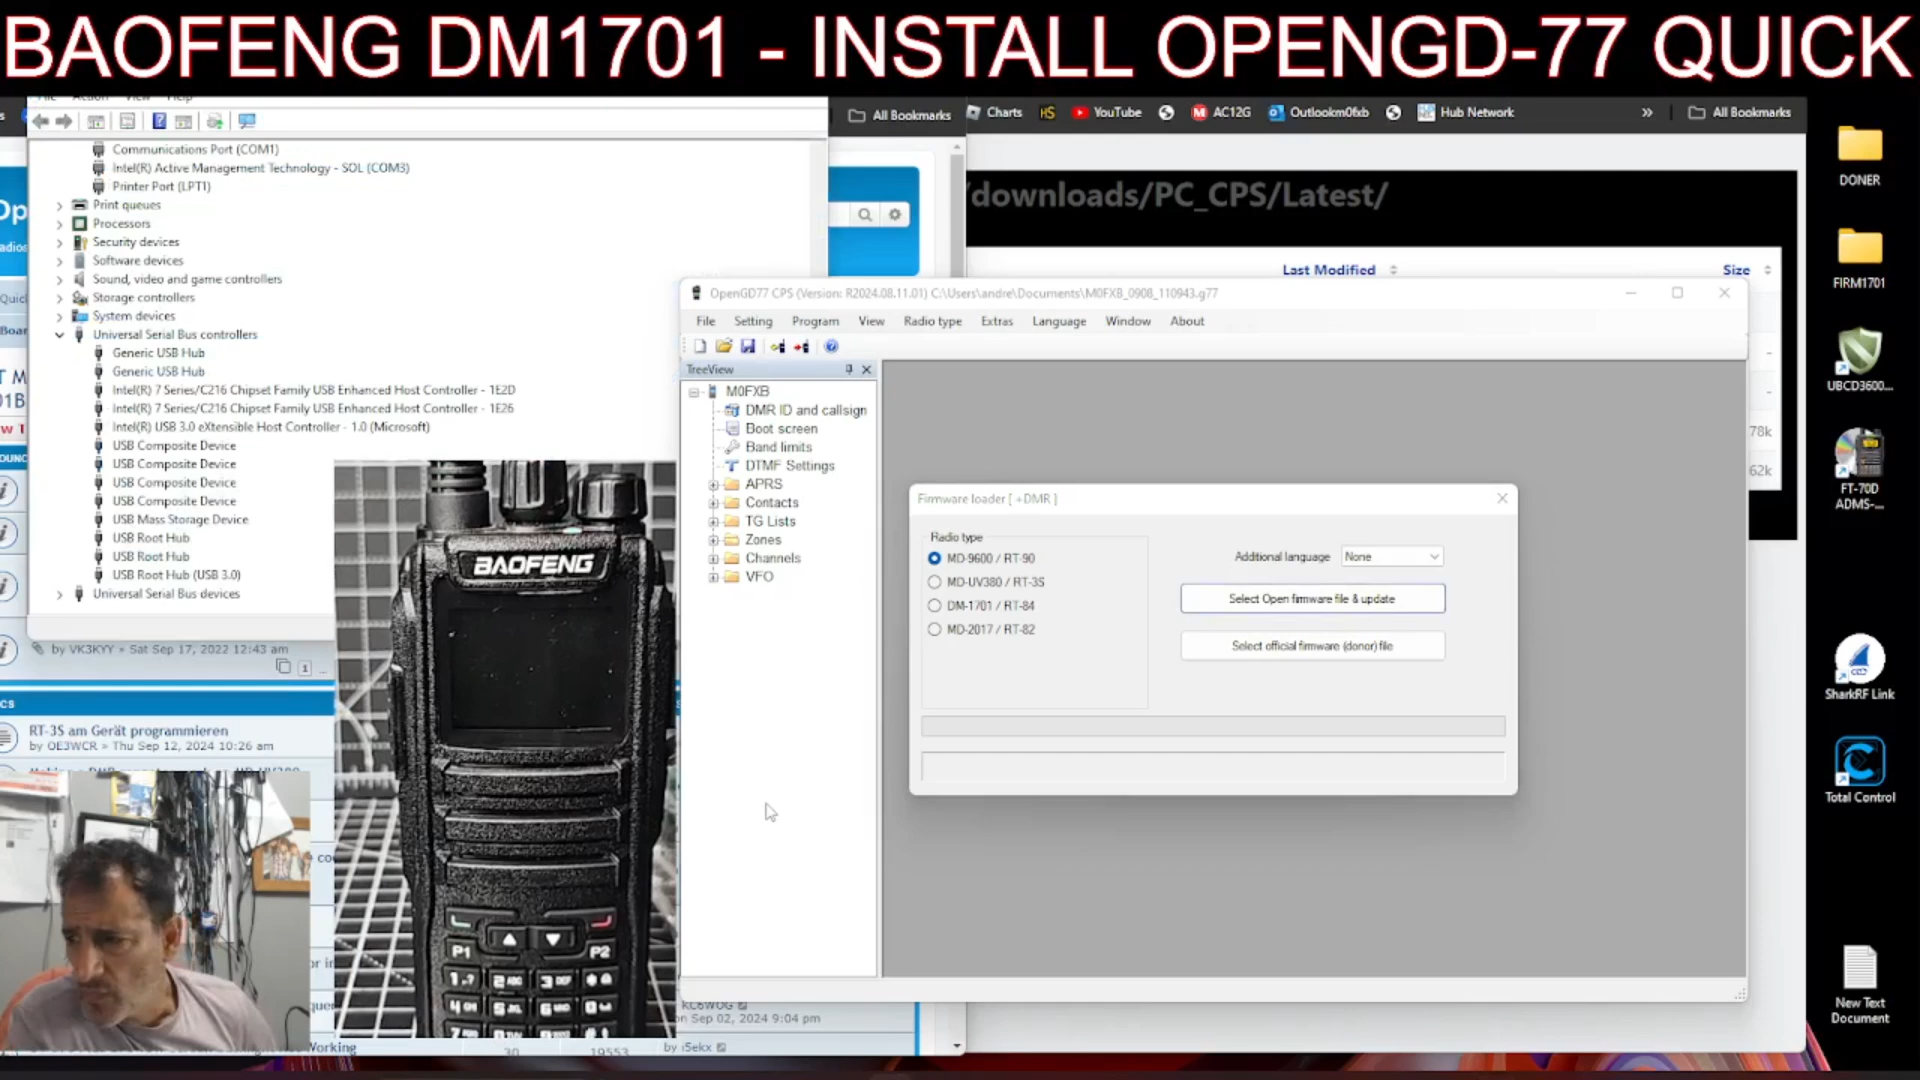 BAOFENG DM1701 - INSTALL OPENGD-77 QUICK
Communications Port (COM1)
Intel(R) Active Management Technology - SOL (COM3)
Printer Port (LPT1)
Print queues
Processors
Security devices
Software devices
Sound, video and game controllers
Storage controllers
System devices
Universal Serial Bus controllers
Generic USB Hub
Generic USB Hub
Intel(R) 7 Series/C216 Chipset Family USB Enhanced Host Controller - 1E2D
Intel(R) 7 Series/C216 Chipset Family USB Enhanced Host Controller - 1E26
Intel(R) USB 3.0 eXtensible Host Controller - 1.0 (Microsoft)
USB Composite Device
USB Composite Device
USB Composite Device
USB Composite Device
USB Mass Storage Device
USB Root Hub
USB Root Hub
USB Root Hub (USB 3.0)
Universal Serial Bus devices
by VK3KYY » Sat Sep 17, 2022 12:43 am
1
RT-3S am Gerät programmieren
by OE3WCR » Thu Sep 12, 2024 10:26 am
All Bookmarks
Charts
HS
YouTube
AC12G
Outlookm0fxb
Hub Network
»
All Bookmarks
/downloads/PC_CPS/Latest/
Last Modified
Size
78k
62k
OpenGD77 CPS (Version: R2024.08.11.01) C:\Users\andre\Documents\M0FXB_0908_110943.g77
File Setting Program View Radio type Extras Language Window About
TreeView
M0FXB
DMR ID and callsign
Boot screen
Band limits
DTMF Settings
APRS
Contacts
TG Lists
Zones
Channels
VFO
Firmware loader [ +DMR ]
Radio type
MD-9600 / RT-90
MD-UV380 / RT-3S
DM-1701 / RT-84
MD-2017 / RT-82
Additional language None
Select Open firmware file & update
Select official firmware (donor) file
BAOFENG
P1
P2
on Sep 02, 2024 9:04 pm
Working
30
19553
DONER
FIRM1701
UBCD3600...
FT-70D
ADMS-...
SharkRF Link
Total Control
New Text
Document